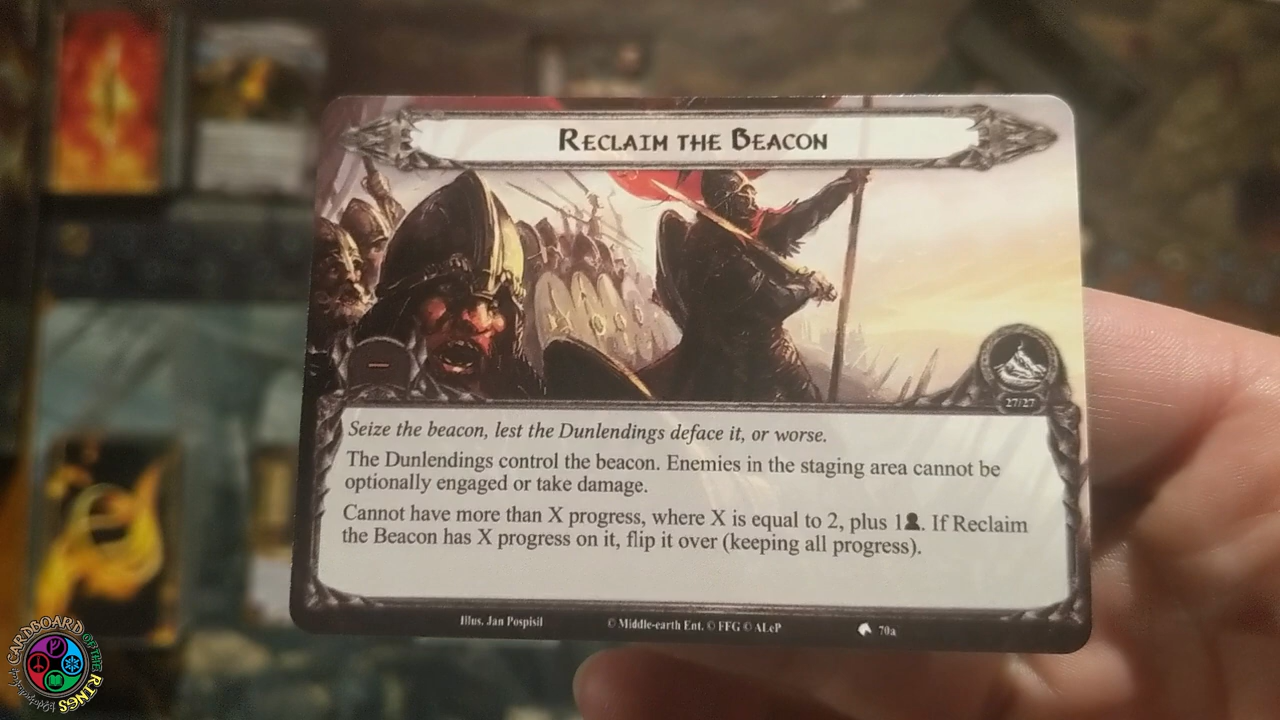 RECLAIM THE BEACON
–
27/27
Seize the beacon, lest the Dunlendings deface it, or worse.
The Dunlendings control the beacon. Enemies in the staging area cannot be
optionally engaged or take damage.
Cannot have more than X progress, where X is equal to 2, plus 1. If Reclaim
the Beacon has X progress on it, flip it over (keeping all progress).
Illus. Jan Pospisil
© Middle-earth Ent. © FFG © ALeP
70a
CARDBOARD OF THE RINGS